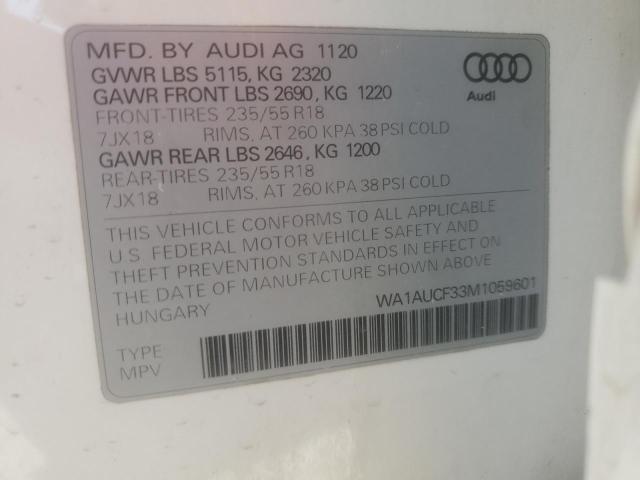 MFD. BY AUDI AG 1120
GVWR LBS 5115, KG 2320
GAWR FRONT LBS 2690, KG 1220
FRONT-TIRES 235/55 R18
7JX18 RIMS, AT 260 KPA 38 PSI COLD
GAWR REAR LBS 2646, KG 1200
REAR-TIRES 235/55 R18
7JX18 RIMS, AT 260 KPA 38 PSI COLD
Audi
THIS VEHICLE CONFORMS TO ALL APPLICABLE
U.S. FEDERAL MOTOR VEHICLE SAFETY AND
THEFT PREVENTION STANDARDS IN EFFECT ON
THE DATE OF MANUFACTURE SHOWN ABOVE
HUNGARY
WA1AUCF33M1059601
TYPE
MPV